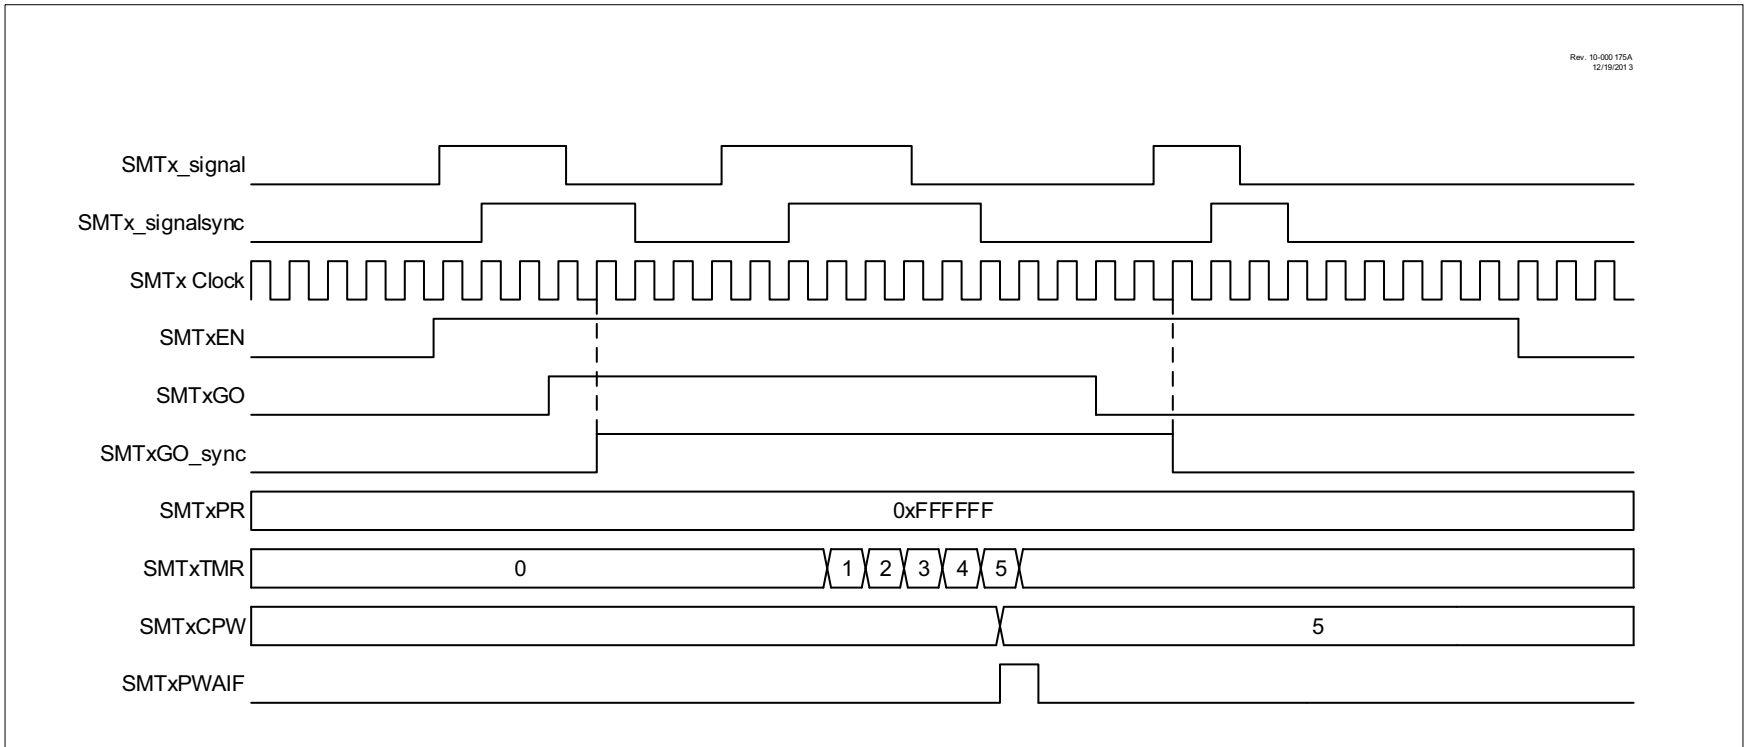 Rev. 10-000 175A
12/19/201 3
SMTx_signal
SMTx_signalsync
SMTx Clock
SMTxEN
SMTxGO
SMTxGO_sync
SMTxPR 0xFFFFFF
SMTxTMR 0 1 2 3 4 5
SMTxCPW 5
SMTxPWAIF